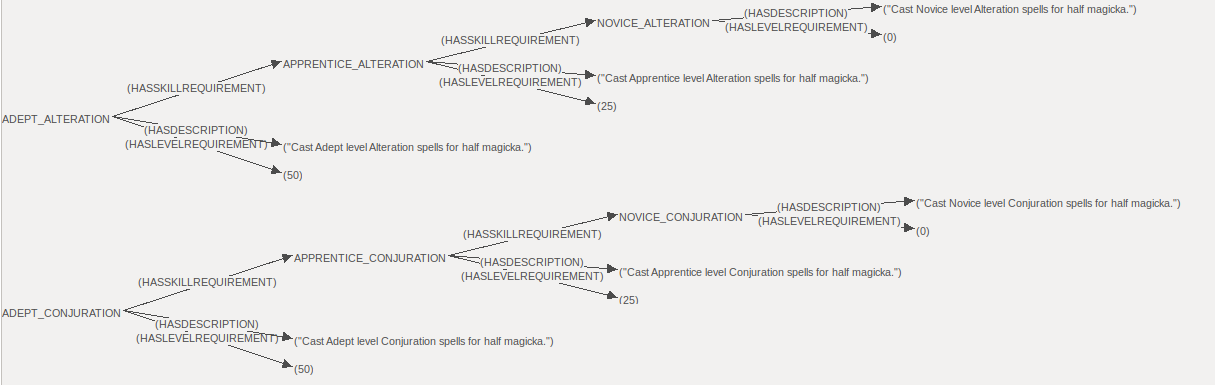 ("Cast Novice level Alteration spells for half magicka.")
(HASDESCRIPTION)
NOVICE_ALTERATION
(HASLEVELREQUIREMENT)
(0)
(HASSKILLREQUIREMENT)
APPRENTICE_ALTERATION
(HASDESCRIPTION)
("Cast Apprentice level Alteration spells for half magicka.")
(HASLEVELREQUIREMENT)
(HASSKILLREQUIREMENT)
(25)
ADEPT_ALTERATION
(HASDESCRIPTION)
(HASLEVELREQUIREMENT)
("Cast Adept level Alteration spells for half magicka.")
(50)
("Cast Novice level Conjuration spells for half magicka.")
(HASDESCRIPTION)
NOVICE_CONJURATION
(HASLEVELREQUIREMENT)
(0)
(HASSKILLREQUIREMENT)
APPRENTICE_CONJURATION
(HASDESCRIPTION)
("Cast Apprentice level Conjuration spells for half magicka.")
(HASLEVELREQUIREMENT)
(HASSKILLREQUIREMENT)
(25)
ADEPT_CONJURATION
(HASDESCRIPTION)
(HASLEVELREQUIREMENT)
("Cast Adept level Conjuration spells for half magicka.")
(50)